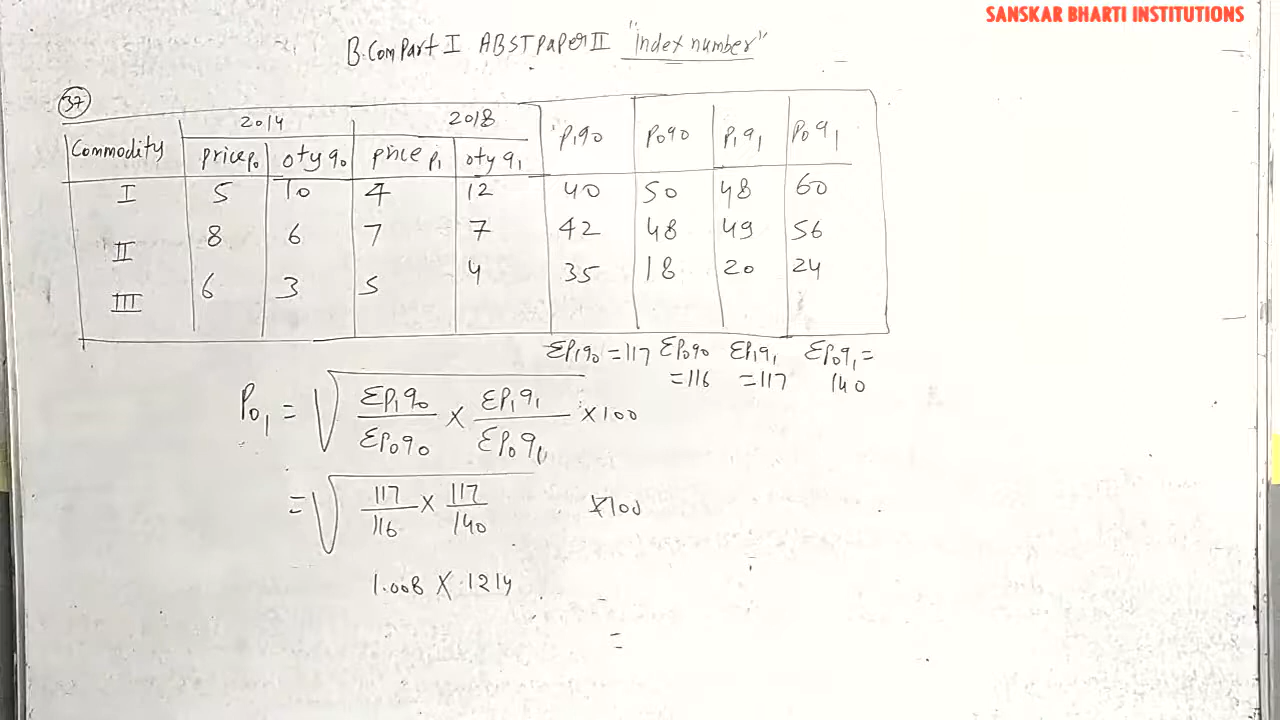 SANSKAR BHARTI INSTITUTIONS
B.Com Part I ABST Paper II "Index number"
37
2014 2018 P1q0 P0q0 P1q1 P0q1
Commodity price P0 Qty q0 price P1 Qty q1
I 5 10 4 12 40 50 48 60
II 8 6 7 7 42 48 49 56
III 6 3 5 4 35 18 20 24
ΣP1q0 = 117 ΣP0q0 = 116 ΣP1q1 = 117 ΣP0q1 = 140
P01 = √ ΣP1q0 / ΣP0q0 × ΣP1q1 / ΣP0q1 × 100
= √ 117 / 116 × 117 / 140 × 100
1.008 × .1214
=